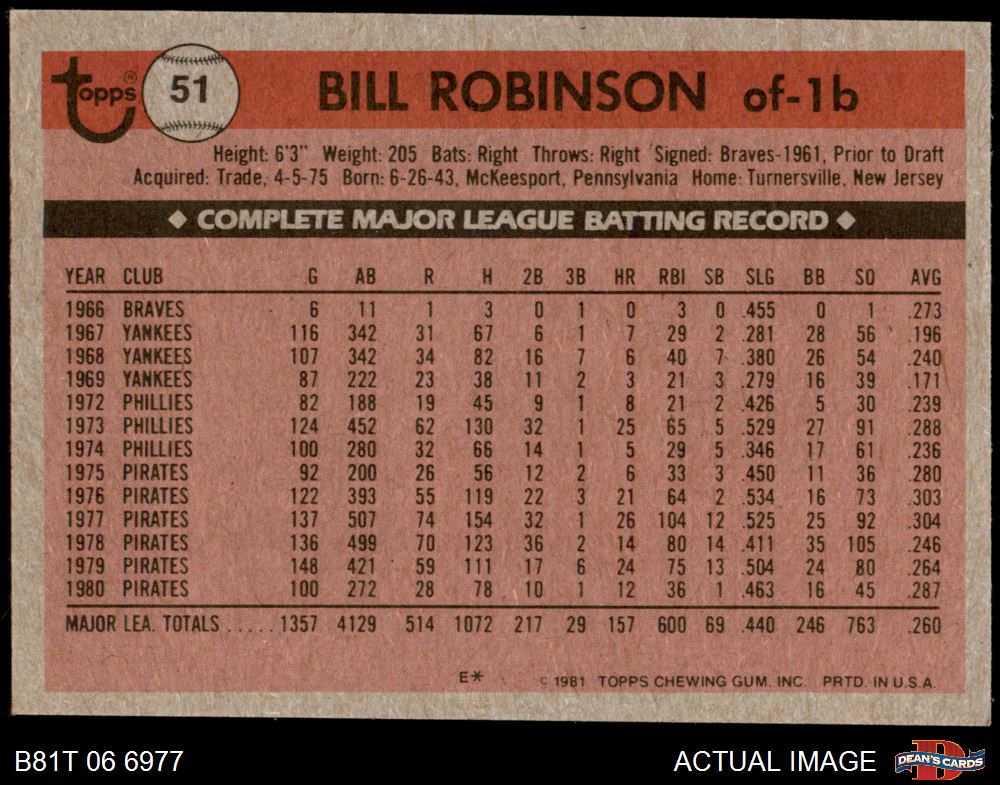 Topps® 51 BILL ROBINSON of-1b
Height: 6'3" Weight: 205 Bats: Right Throws: Right Signed: Braves-1961, Prior to Draft
Acquired: Trade, 4-5-75 Born: 6-26-43, McKeesport, Pennsylvania Home: Turnersville, New Jersey
◆ COMPLETE MAJOR LEAGUE BATTING RECORD ◆
YEAR CLUB G AB R H 2B 3B HR RBI SB SLG BB SO AVG
1966 BRAVES 6 11 1 3 0 1 0 3 0 .455 0 1 .273
1967 YANKEES 116 342 31 67 6 1 7 29 2 .281 28 56 .196
1968 YANKEES 107 342 34 82 16 7 6 40 7 .380 26 54 .240
1969 YANKEES 87 222 23 38 11 2 3 21 3 .279 16 39 .171
1972 PHILLIES 82 188 19 45 9 1 8 21 2 .426 5 30 .239
1973 PHILLIES 124 452 62 130 32 1 25 65 5 .529 27 91 .288
1974 PHILLIES 100 280 32 66 14 1 5 29 5 .346 17 61 .236
1975 PIRATES 92 200 26 56 12 2 6 33 3 .450 11 36 .280
1976 PIRATES 122 393 55 119 22 3 21 64 2 .534 16 73 .303
1977 PIRATES 137 507 74 154 32 1 26 104 12 .525 25 92 .304
1978 PIRATES 136 499 70 123 36 2 14 80 14 .411 35 105 .246
1979 PIRATES 148 421 59 111 17 6 24 75 13 .504 24 80 .264
1980 PIRATES 100 272 28 78 10 1 12 36 1 .463 16 45 .287
MAJOR LEA. TOTALS ..... 1357 4129 514 1072 217 29 157 600 69 .440 246 763 .260
E* © 1981 TOPPS CHEWING GUM, INC. PRTD. IN U.S.A.
B81T 06 6977 ACTUAL IMAGE D DEAN'S CARDS